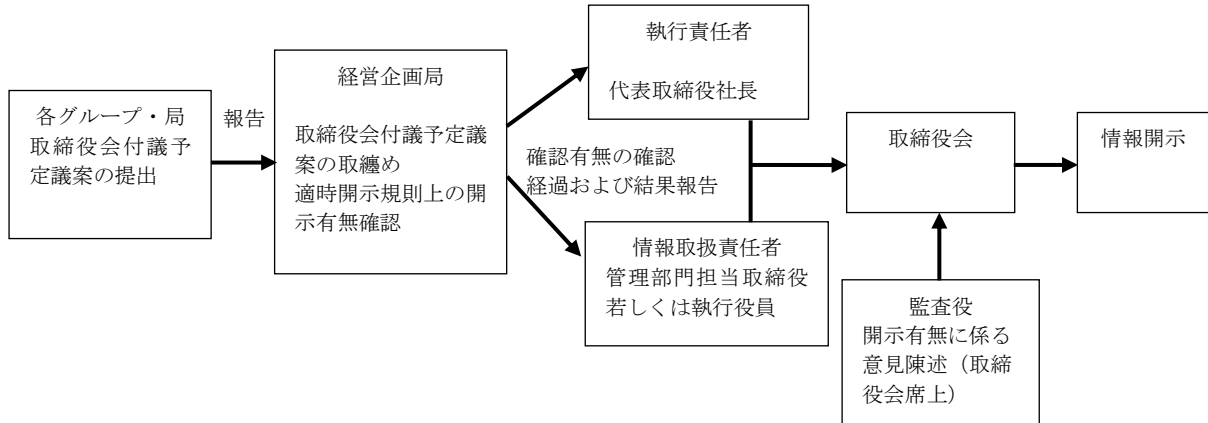 各グループ・局
取締役会付議予
定議案の提出
報告
経営企画局
取締役会付議予定議
案の取纏め
適時開示規則上の開
示有無確認
執行責任者
代表取締役社長
確認有無の確認
経過および結果報告
情報取扱責任者
管理部門担当取締役
若しくは執行役員
取締役会
監査役
開示有無に係る
意見陳述（取締
役会席上）
情報開示